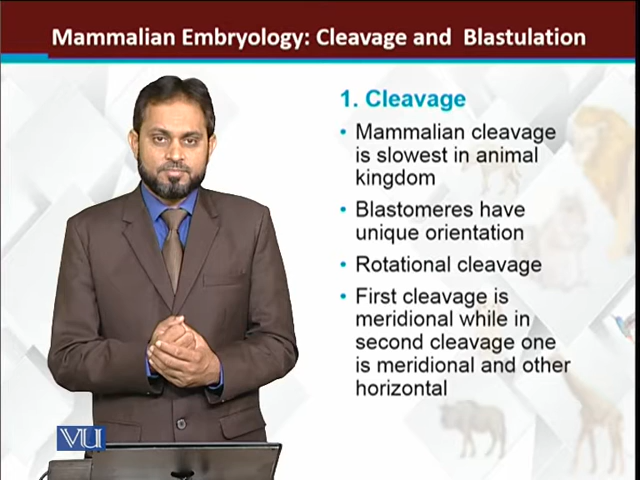 Mammalian Embryology: Cleavage and Blastulation
1. Cleavage
• Mammalian cleavage
is slowest in animal
kingdom
• Blastomeres have
unique orientation
• Rotational cleavage
• First cleavage is
meridional while in
second cleavage one
is meridional and other
horizontal
VU